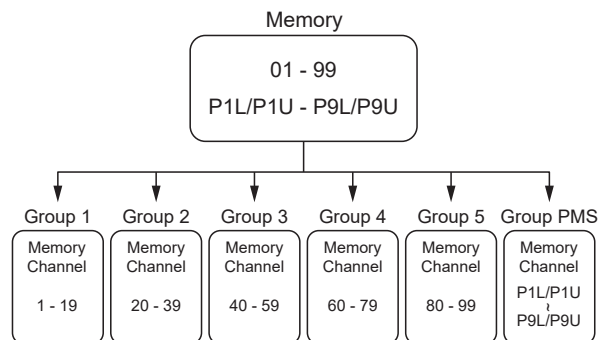 Memory
01 - 99
P1L/P1U - P9L/P9U
Group 1
Memory
Channel
1 - 19
Group 2
Memory
Channel
20 - 39
Group 3
Memory
Channel
40 - 59
Group 4
Memory
Channel
60 - 79
Group 5
Memory
Channel
80 - 99
Group PMS
Memory
Channel
P1L/P1U
~
P9L/P9U